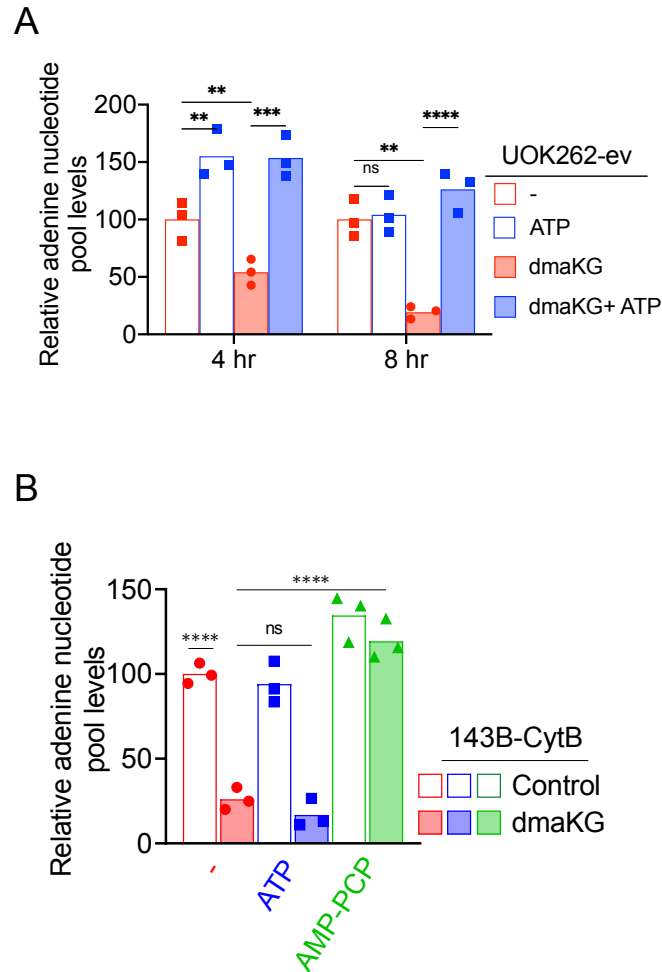 A
Relative adenine nucleotide
pool levels
200
150
100
50
0
**
**
***
**
ns
****
4 hr
8 hr
UOK262-ev
-
ATP
dmaKG
dmaKG+ ATP
B
Relative adenine nucleotide
pool levels
150
100
50
0
****
ns
****
-
ATP
AMP-PCP
143B-CytB
Control
dmaKG